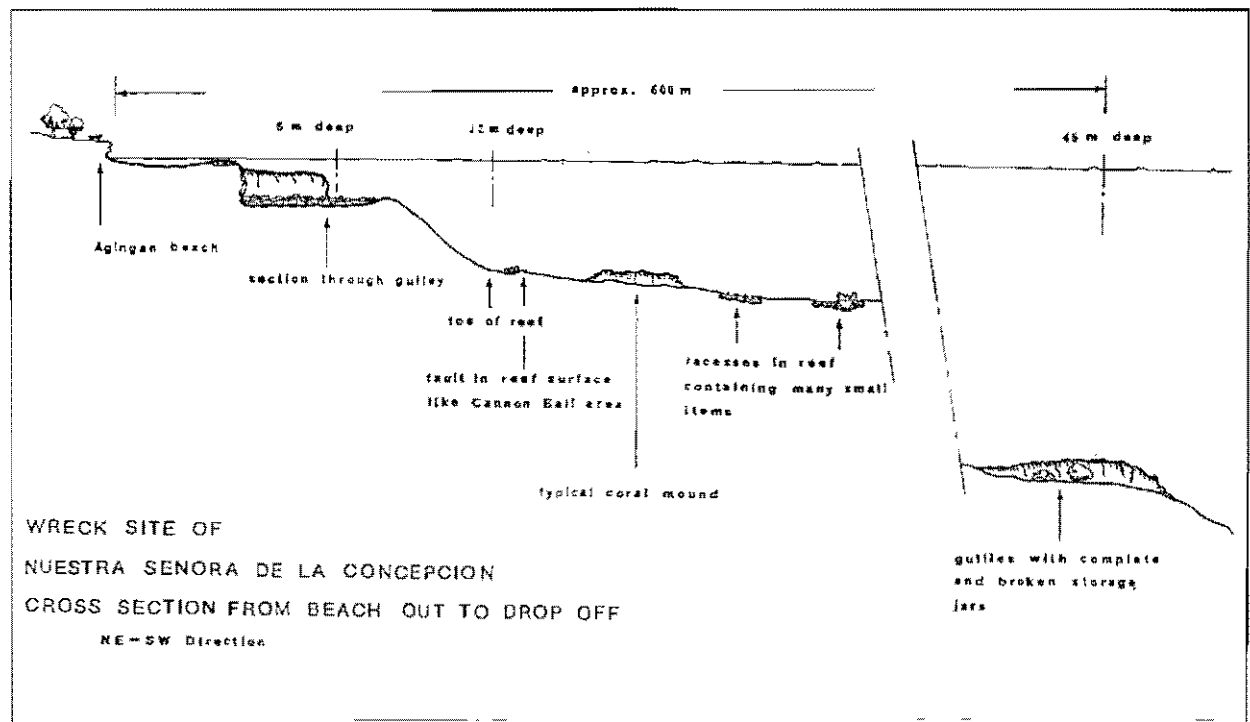 approx. 600 m
6 m deep
12 m deep
45 m deep
Agingan beach
section through gulley
toe of reef
fault in reef surface
like Cannon Ball area
recesses in reef
containing many small
items
typical coral mound
gullies with complete
and broken storage
jars
WRECK SITE OF
NUESTRA SENORA DE LA CONCEPCION
CROSS SECTION FROM BEACH OUT TO DROP OFF
NE-SW Direction